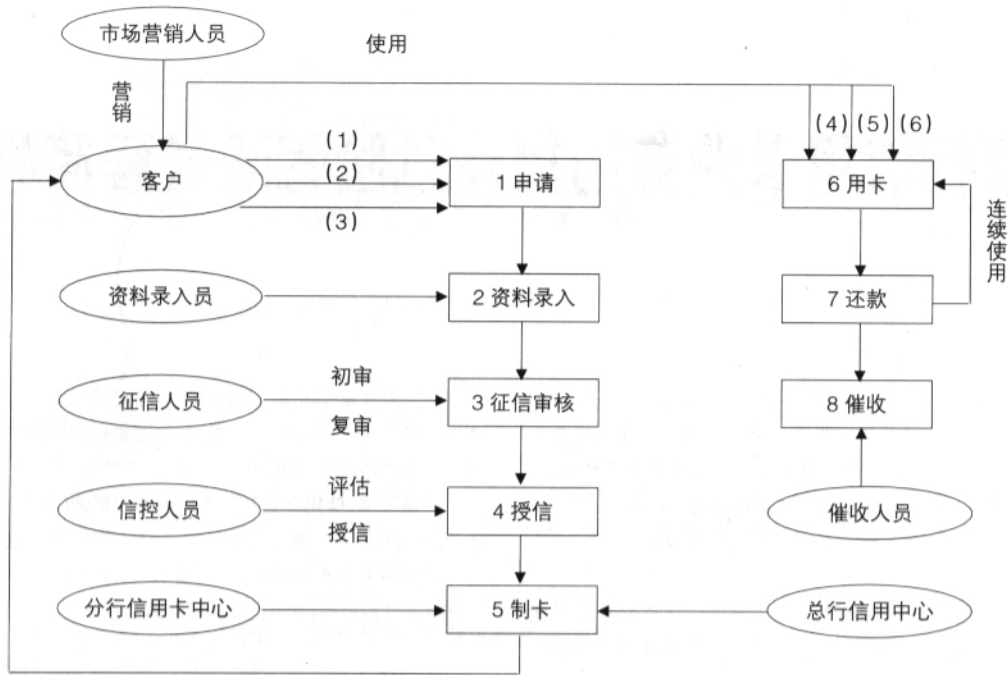 市场营销人员
使用
营销
(4) (5) (6)
(1)
客户
(2)
1 申请
6 用卡
(3)
连续使用
资料录入员
2 资料录入
7 还款
初审
征信人员
3 征信审核
8 催收
复审
评估
信控人员
4 授信
催收人员
授信
分行信用卡中心
5 制卡
总行信用中心